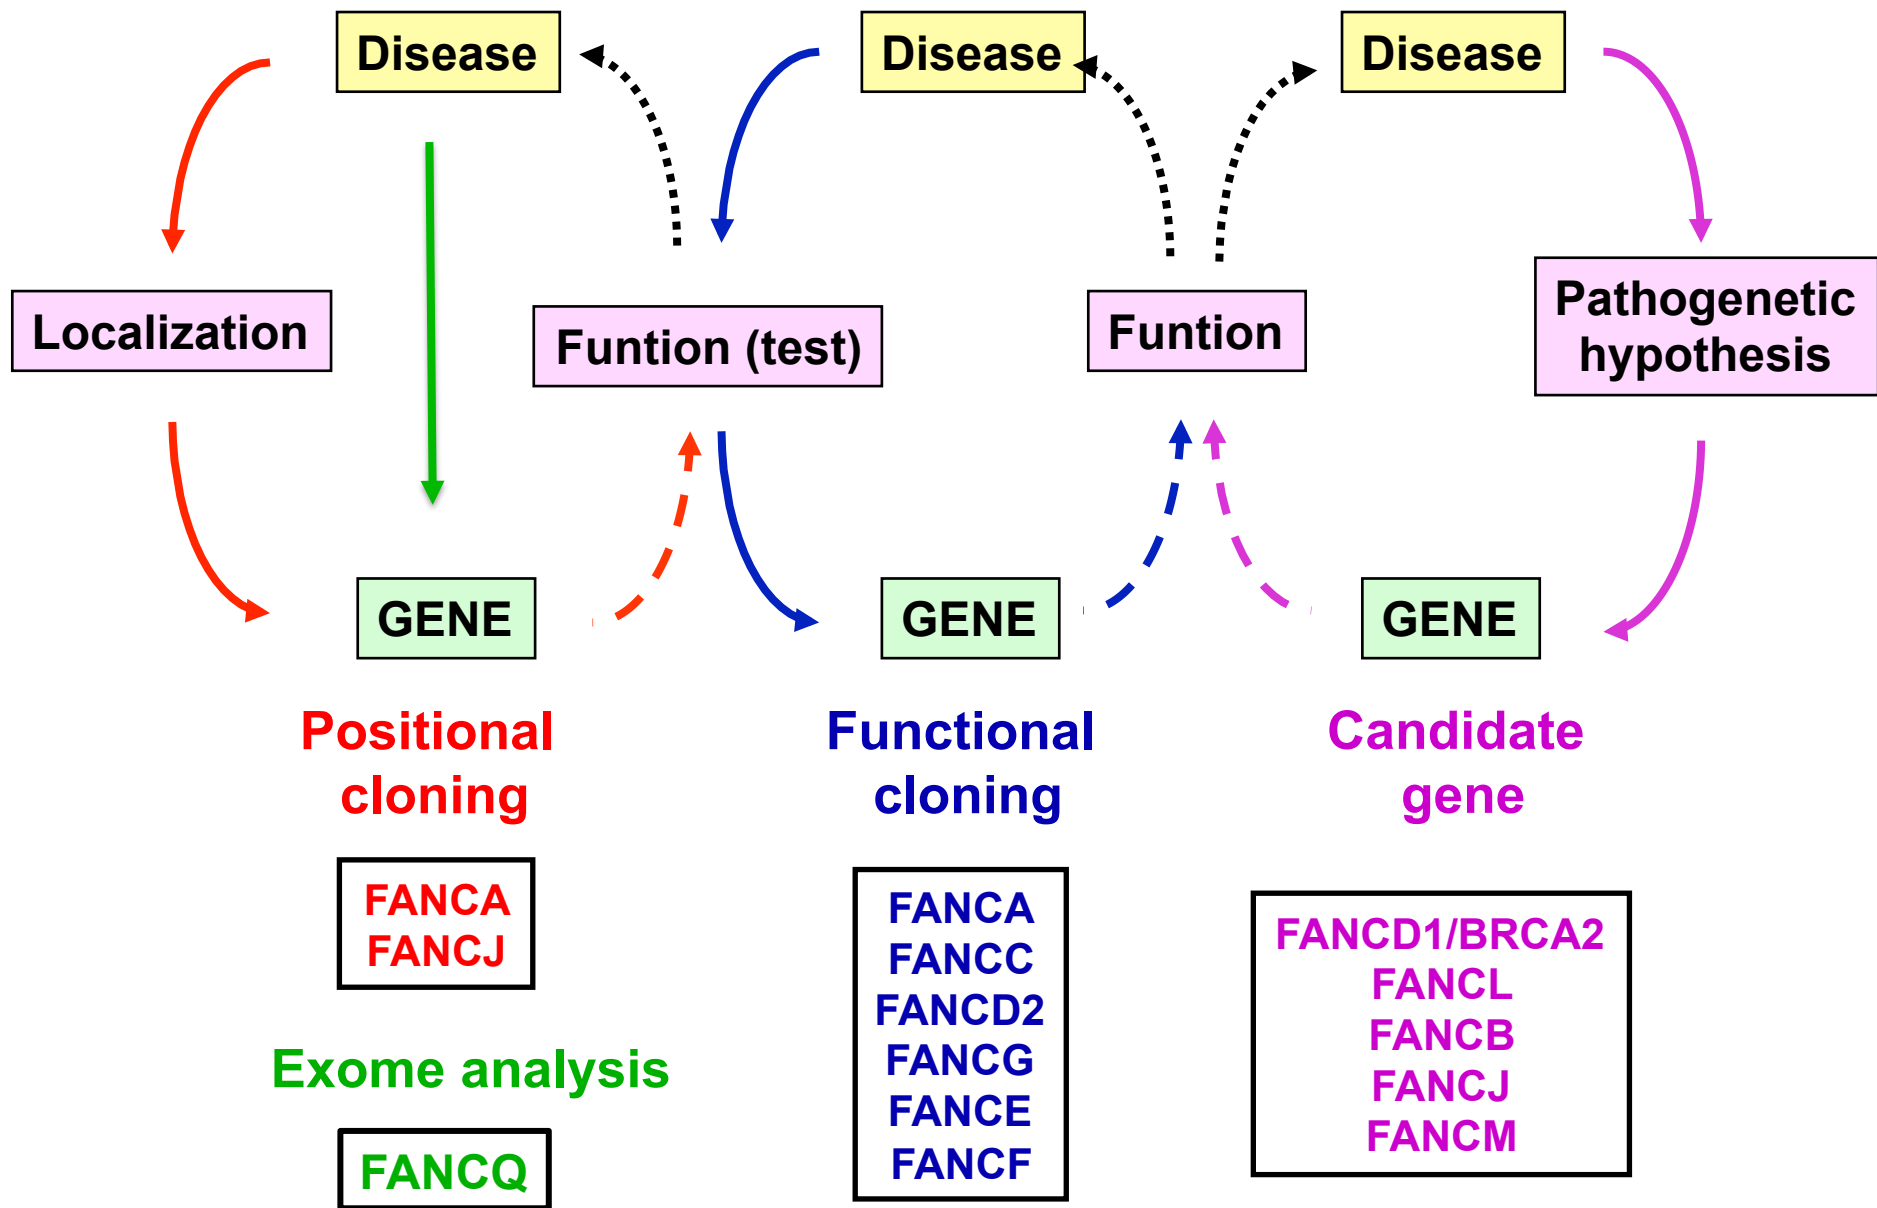 Disease
Disease
Disease
Localization
Funtion (test)
Funtion
Pathogenetic
hypothesis
GENE
GENE
GENE
Positional
cloning
Functional
cloning
Candidate
gene
FANCA
FANCJ
Exome analysis
FANCQ
FANCA
FANCC
FANCD2
FANCG
FANCE
FANCF
FANCD1/BRCA2
FANCL
FANCB
FANCJ
FANCM